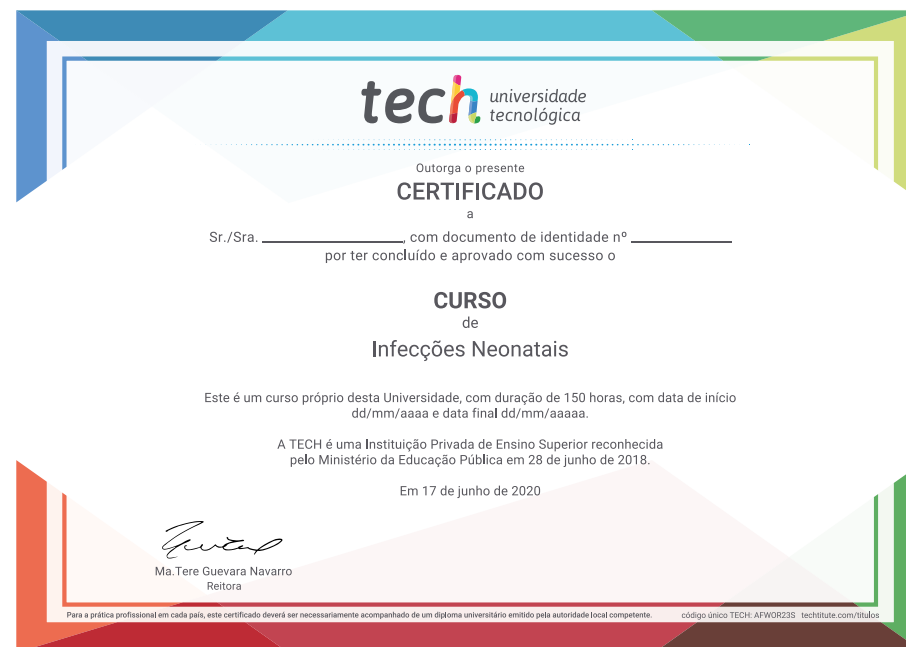 tech universidade
tecnológica
Outorga o presente
CERTIFICADO
a
Sr./Sra. ____________, com documento de identidade nº ____________
por ter concluído e aprovado com sucesso o
CURSO
de
Infecções Neonatais
Este é um curso próprio desta Universidade, com duração de 150 horas, com data de início
dd/mm/aaaa e data final dd/mm/aaaaa.
A TECH é uma Instituição Privada de Ensino Superior reconhecida
pelo Ministério da Educação Pública em 28 de junho de 2018.
Em 17 de junho de 2020
Ma.Tere Guevara Navarro
Reitora
Para a prática profissional em cada país, este certificado deverá ser necessariamente acompanhado de um diploma universitário emitido pela autoridade local competente. código único TECH: AFWOR23S techtitute.com/titulos